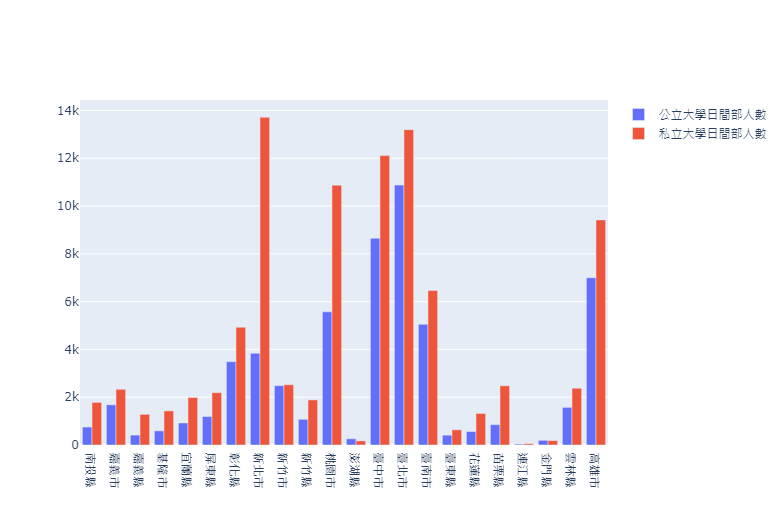 14k
12k
10k
8k
6k
4k
2k
0
公立大學日間部人數
私立大學日間部人數
南投縣
嘉義市
嘉義縣
基隆市
宜蘭縣
屏東縣
彰化縣
新北市
新竹市
新竹縣
桃園市
澎湖縣
臺中市
臺北市
臺南市
臺東縣
花蓮縣
苗栗縣
連江縣
金門縣
雲林縣
高雄市